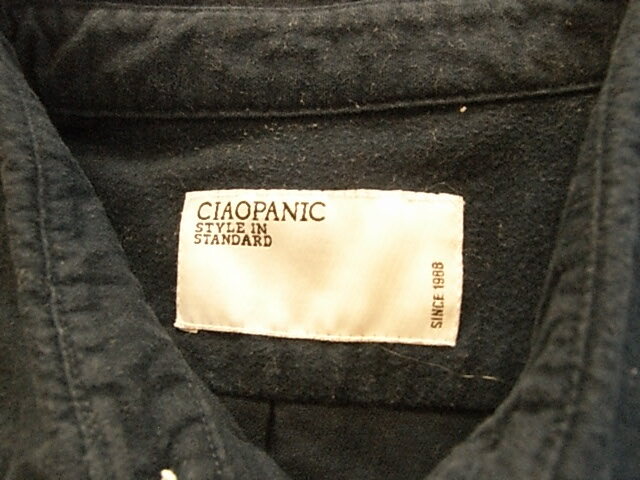 CIAOPANIC
STYLE IN
STANDARD
SINCE 1988